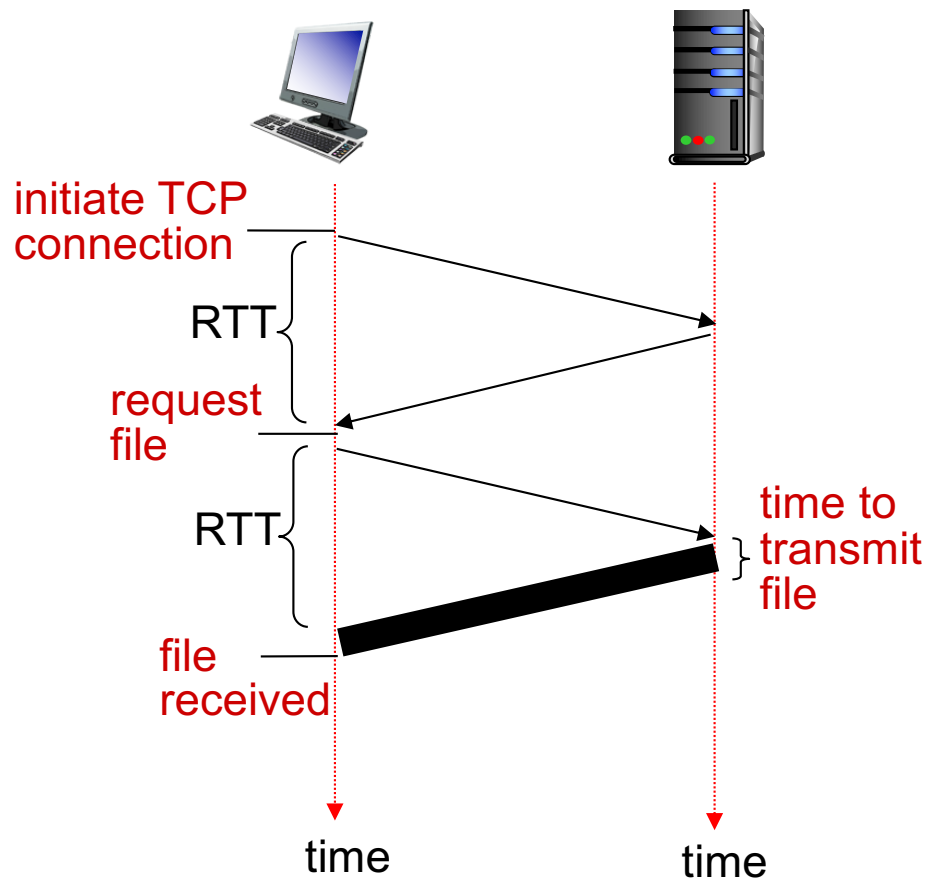 initiate TCP
connection
RTT
request
file
RTT
time to
transmit
file
file
received
time
time